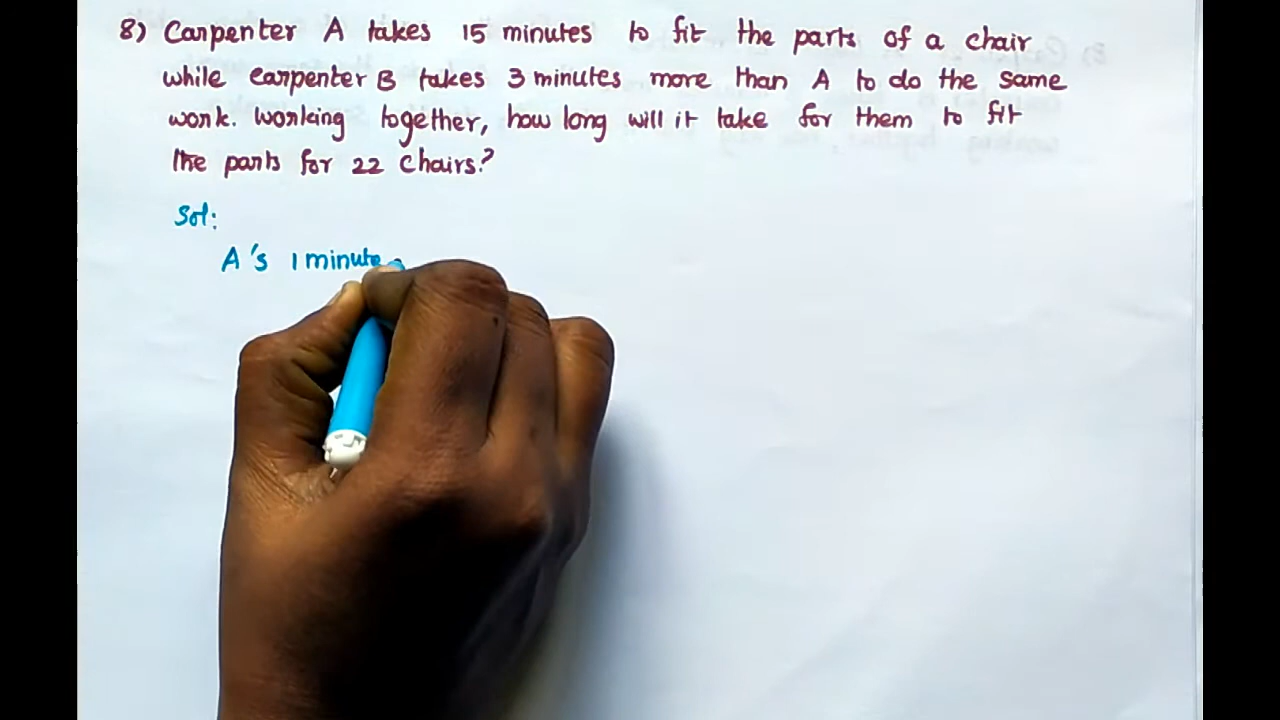 8) Carpenter A takes 15 minutes to fit the parts of a chair
while carpenter B takes 3 minutes more than A to do the same
work. Working together, how long will it take for them to fit
the parts for 22 chairs?
Sol:
A's 1 minute